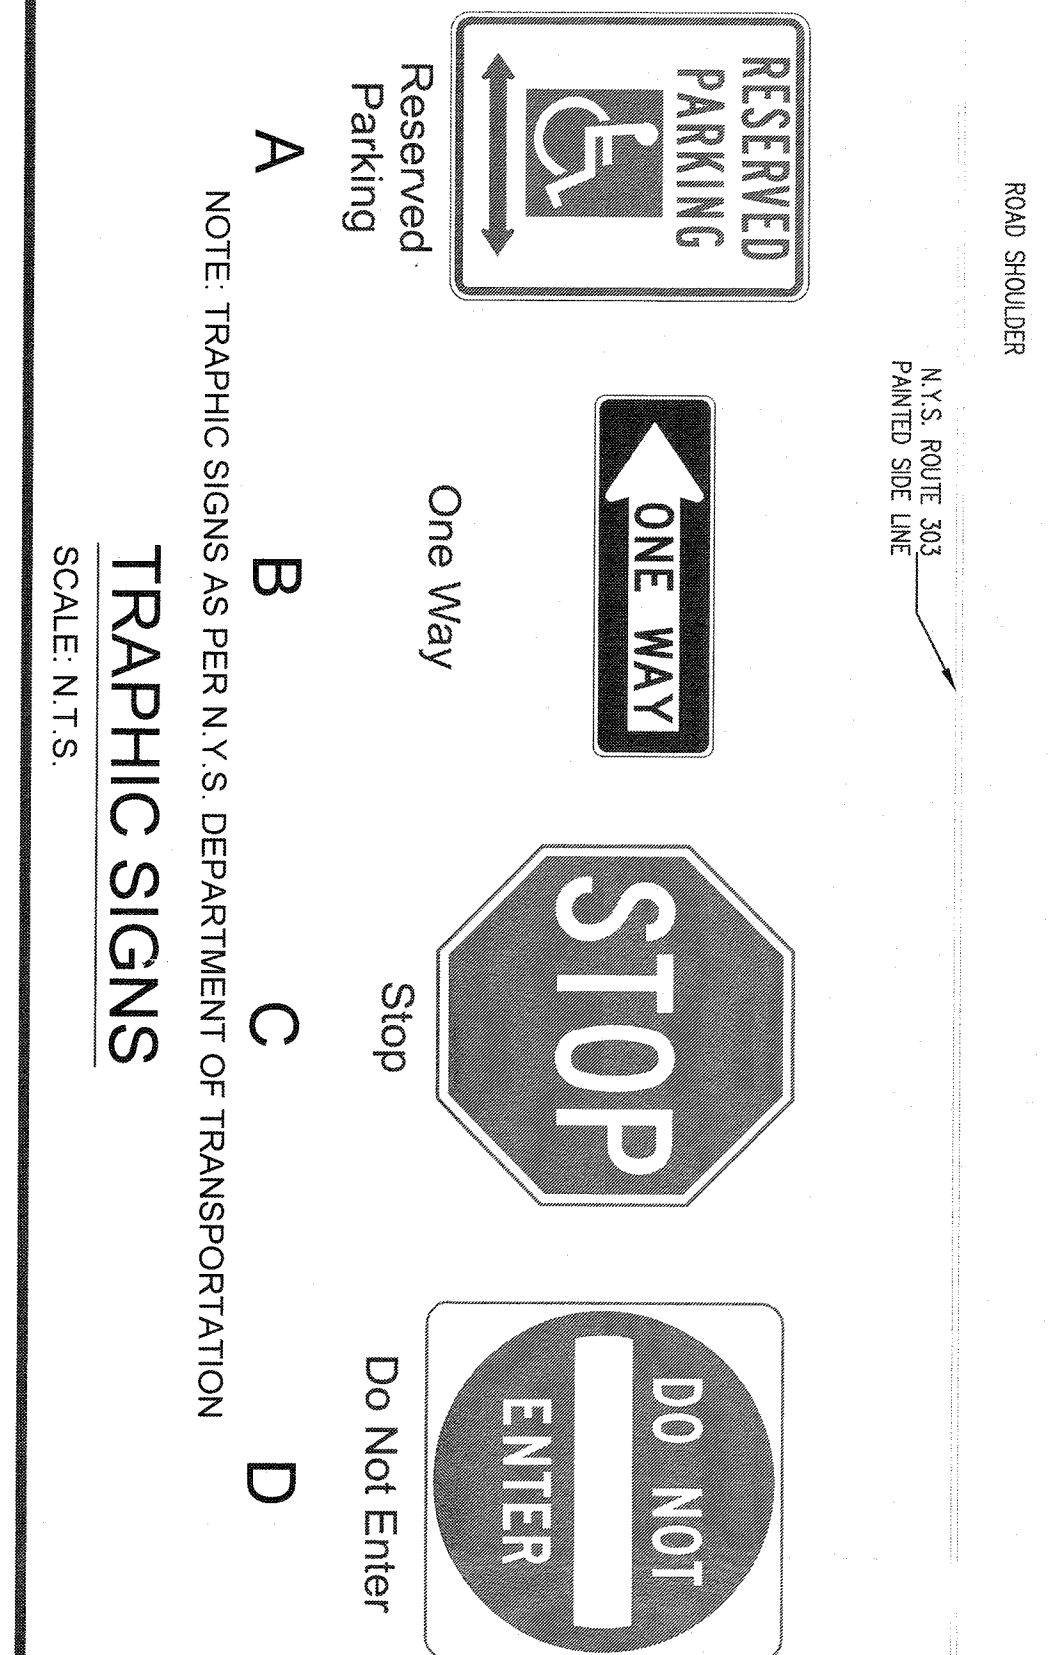 ROAD SHOULDER
N.Y.S. ROUTE 303
PAINTED SIDE LINE
RESERVED
PARKING
Reserved
Parking
A
ONE WAY
One Way
B
STOP
Stop
C
DO NOT
ENTER
Do Not Enter
D
NOTE: TRAPHIC SIGNS AS PER N.Y.S. DEPARTMENT OF TRANSPORTATION
TRAPHIC SIGNS
SCALE: N.T.S.